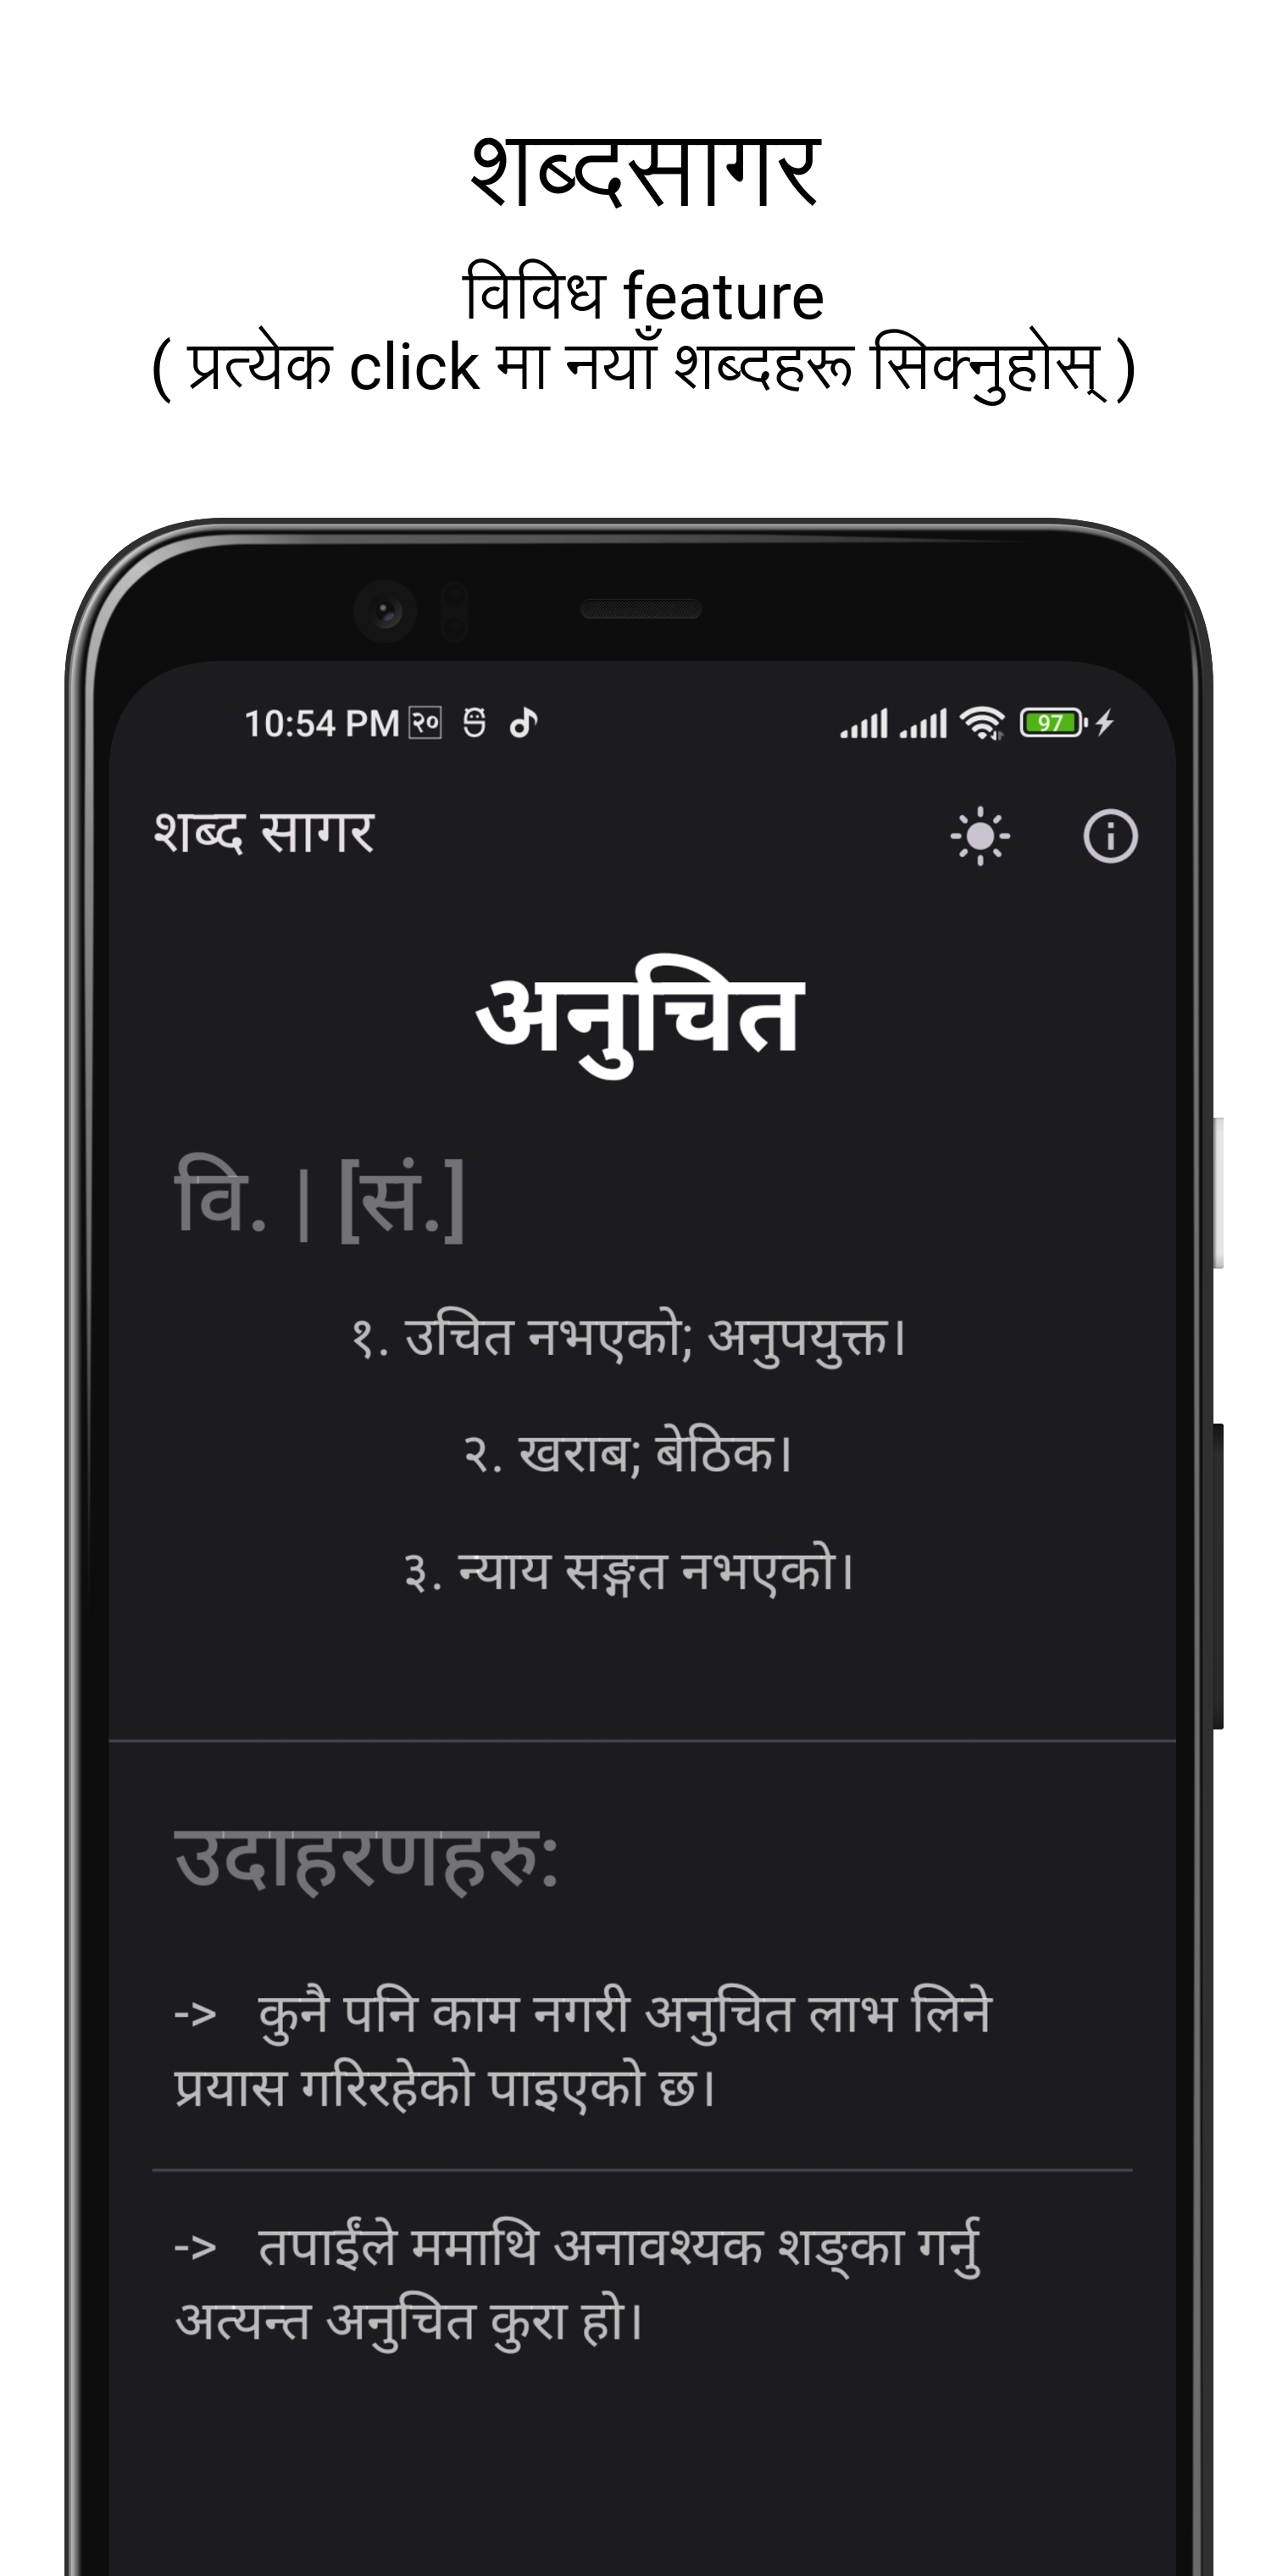 शब्दसागर
विविध feature
( प्रत्येक click मा नयाँ शब्दहरू सिक्नुहोस् )
10:54 PM २० 97
शब्द सागर
अनुचित
वि. | [सं.]
१. उचित नभएको; अनुपयुक्त।
२. खराब; बेठिक।
३. न्याय सङ्गत नभएको।
उदाहरणहरु:
-> कुनै पनि काम नगरी अनुचित लाभ लिने
प्रयास गरिरहेको पाइएको छ।
-> तपाईंले ममाथि अनावश्यक शङ्का गर्नु
अत्यन्त अनुचित कुरा हो।